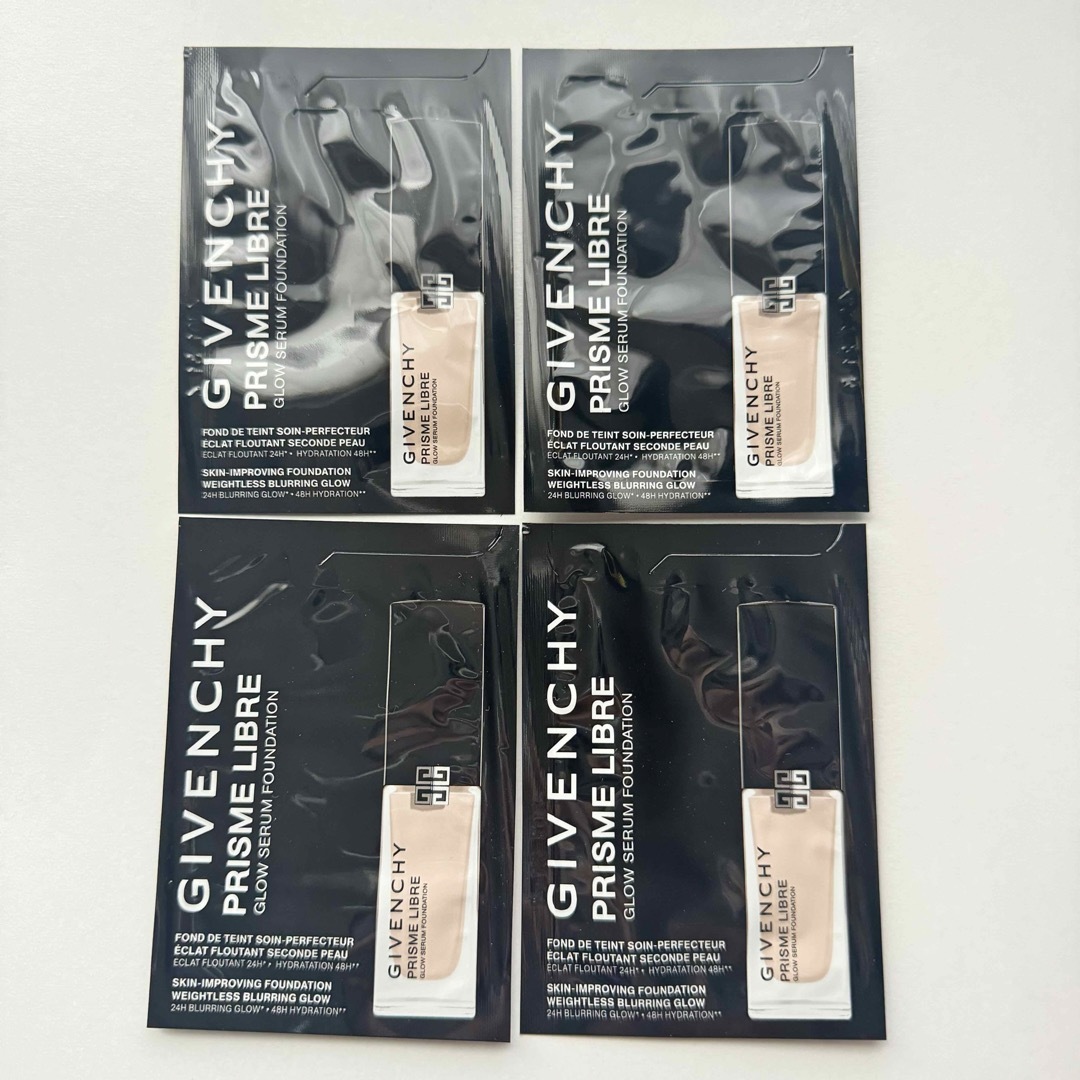 GIVENCHY
PRISME LIBRE
GLOW SERUM FOUNDATION
GIVENCHY
PRISME LIBRE
GLOW SERUM FOUNDATION
FOND DE TEINT SOIN-PERFECTEUR
ÉCLAT FLOUTANT SECONDE PEAU
ÉCLAT FLOUTANT 24H* • HYDRATATION 48H**
SKIN-IMPROVING FOUNDATION
WEIGHTLESS BLURRING GLOW
24H BLURRING GLOW* • 48H HYDRATION**
GIVENCHY
PRISME LIBRE
GLOW SERUM FOUNDATION
GIVENCHY
PRISME LIBRE
GLOW SERUM FOUNDATION
FOND DE TEINT SOIN-PERFECTEUR
ÉCLAT FLOUTANT SECONDE PEAU
ÉCLAT FLOUTANT 24H* • HYDRATATION 48H**
SKIN-IMPROVING FOUNDATION
WEIGHTLESS BLURRING GLOW
24H BLURRING GLOW* • 48H HYDRATION**
GIVENCHY
PRISME LIBRE
GLOW SERUM FOUNDATION
GIVENCHY
PRISME LIBRE
GLOW SERUM FOUNDATION
FOND DE TEINT SOIN-PERFECTEUR
ÉCLAT FLOUTANT SECONDE PEAU
ÉCLAT FLOUTANT 24H* • HYDRATATION 48H**
SKIN-IMPROVING FOUNDATION
WEIGHTLESS BLURRING GLOW
24H BLURRING GLOW* • 48H HYDRATION**
GIVENCHY
PRISME LIBRE
GLOW SERUM FOUNDATION
GIVENCHY
PRISME LIBRE
GLOW SERUM FOUNDATION
FOND DE TEINT SOIN-PERFECTEUR
ÉCLAT FLOUTANT SECONDE PEAU
ÉCLAT FLOUTANT 24H* • HYDRATATION 48H**
SKIN-IMPROVING FOUNDATION
WEIGHTLESS BLURRING GLOW
24H BLURRING GLOW* • 48H HYDRATION**